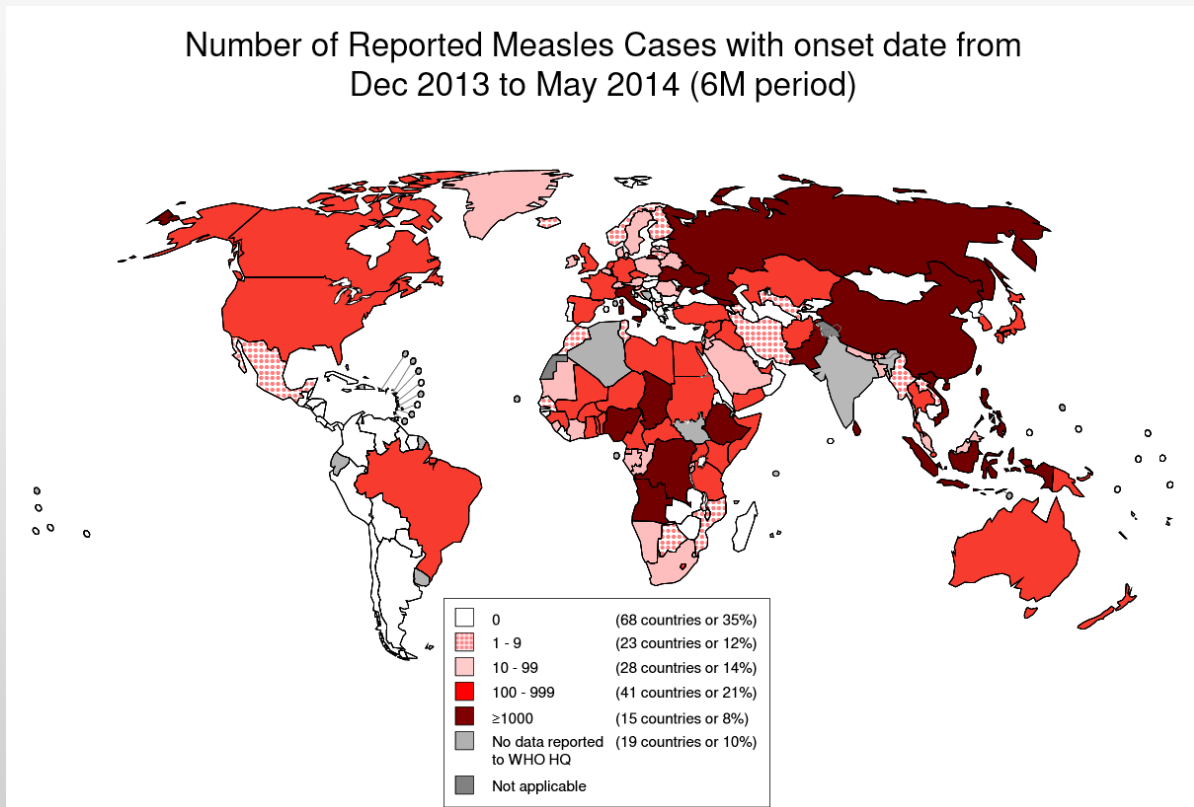 Number of Reported Measles Cases with onset date from
Dec 2013 to May 2014 (6M period)
0 (68 countries or 35%)
1 - 9 (23 countries or 12%)
10 - 99 (28 countries or 14%)
100 - 999 (41 countries or 21%)
≥1000 (15 countries or 8%)
No data reported (19 countries or 10%)
to WHO HQ
Not applicable